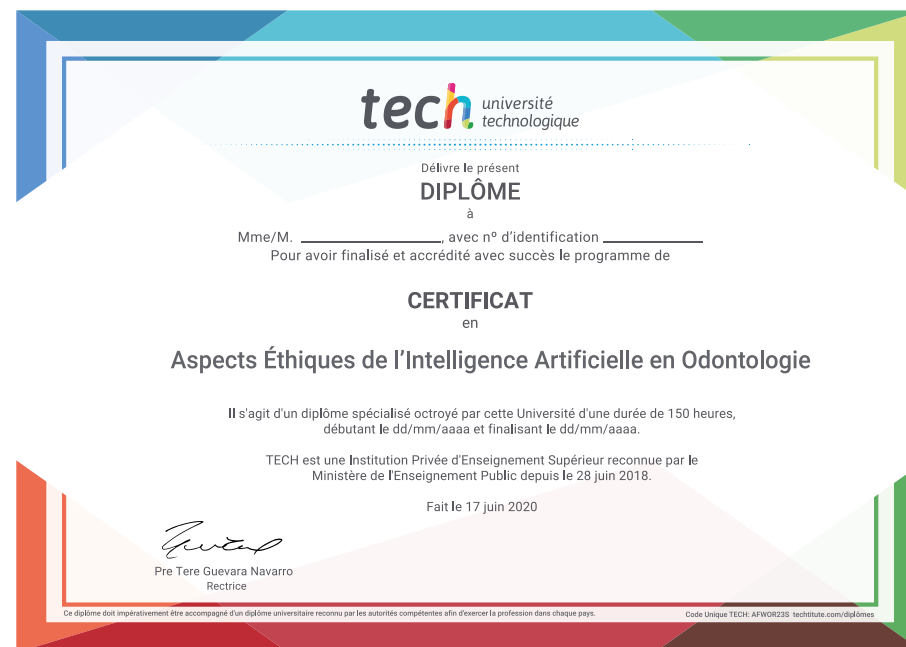 tech université
technologique
Délivre le présent
DIPLÔME
à
Mme/M. ____________________, avec nº d'identification ______________
Pour avoir finalisé et accrédité avec succès le programme de
CERTIFICAT
en
Aspects Éthiques de l'Intelligence Artificielle en Odontologie
Il s'agit d'un diplôme spécialisé octroyé par cette Université d'une durée de 150 heures,
débutant le dd/mm/aaaa et finalisant le dd/mm/aaaa.
TECH est une Institution Privée d'Enseignement Supérieur reconnue par le
Ministère de l'Enseignement Public depuis le 28 juin 2018.
Fait le 17 juin 2020
Pre Tere Guevara Navarro
Rectrice
Ce diplôme doit impérativement être accompagné d'un diplôme universitaire reconnu par les autorités compétentes afin d'exercer la profession dans chaque pays.
Code Unique TECH: AFWOR23S techtitute.com/diplômes